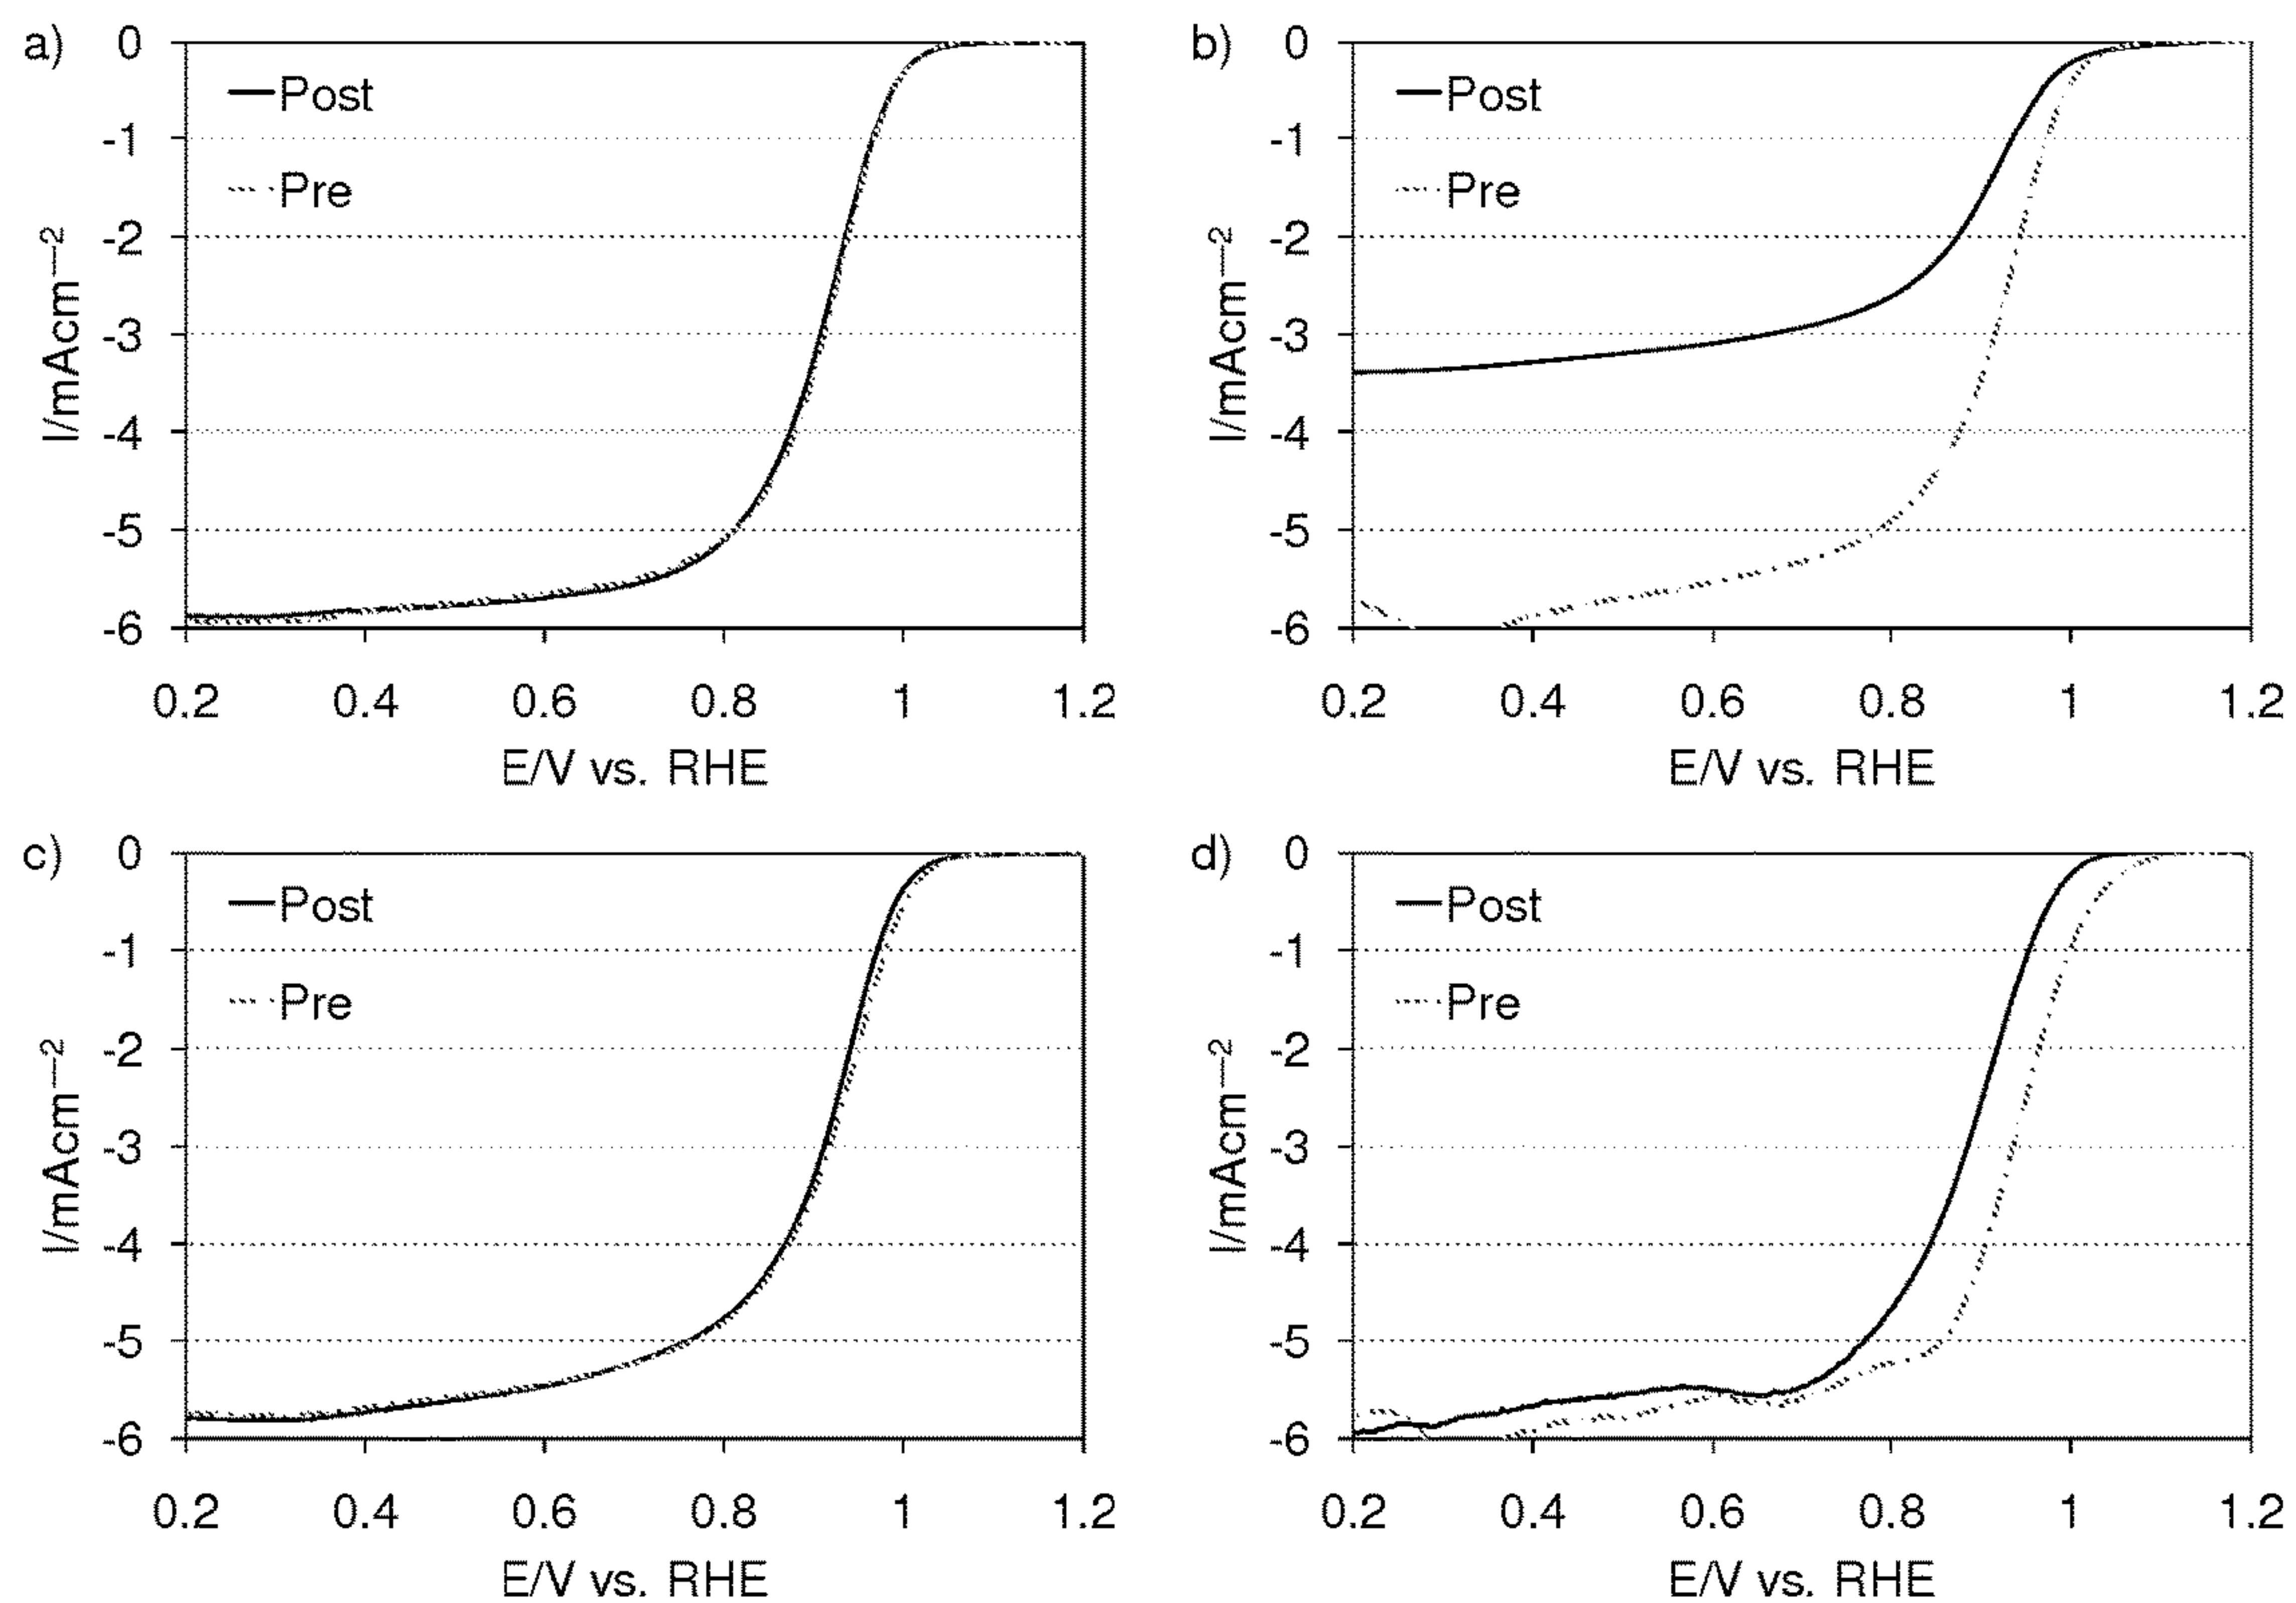 a)
0
-1
-2
-3
-4
-5
-6
I/mAcm—2
Post
Pre
0.2 0.4 0.6 0.8 1 1.2
E/V vs. RHE
b)
0
-1
-2
-3
-4
-5
-6
I/mAcm—2
Post
Pre
0.2 0.4 0.6 0.8 1 1.2
E/V vs. RHE
c)
0
-1
-2
-3
-4
-5
-6
I/mAcm—2
Post
Pre
0.2 0.4 0.6 0.8 1 1.2
E/V vs. RHE
d)
0
-1
-2
-3
-4
-5
-6
I/mAcm—2
Post
Pre
0.2 0.4 0.6 0.8 1 1.2
E/V vs. RHE